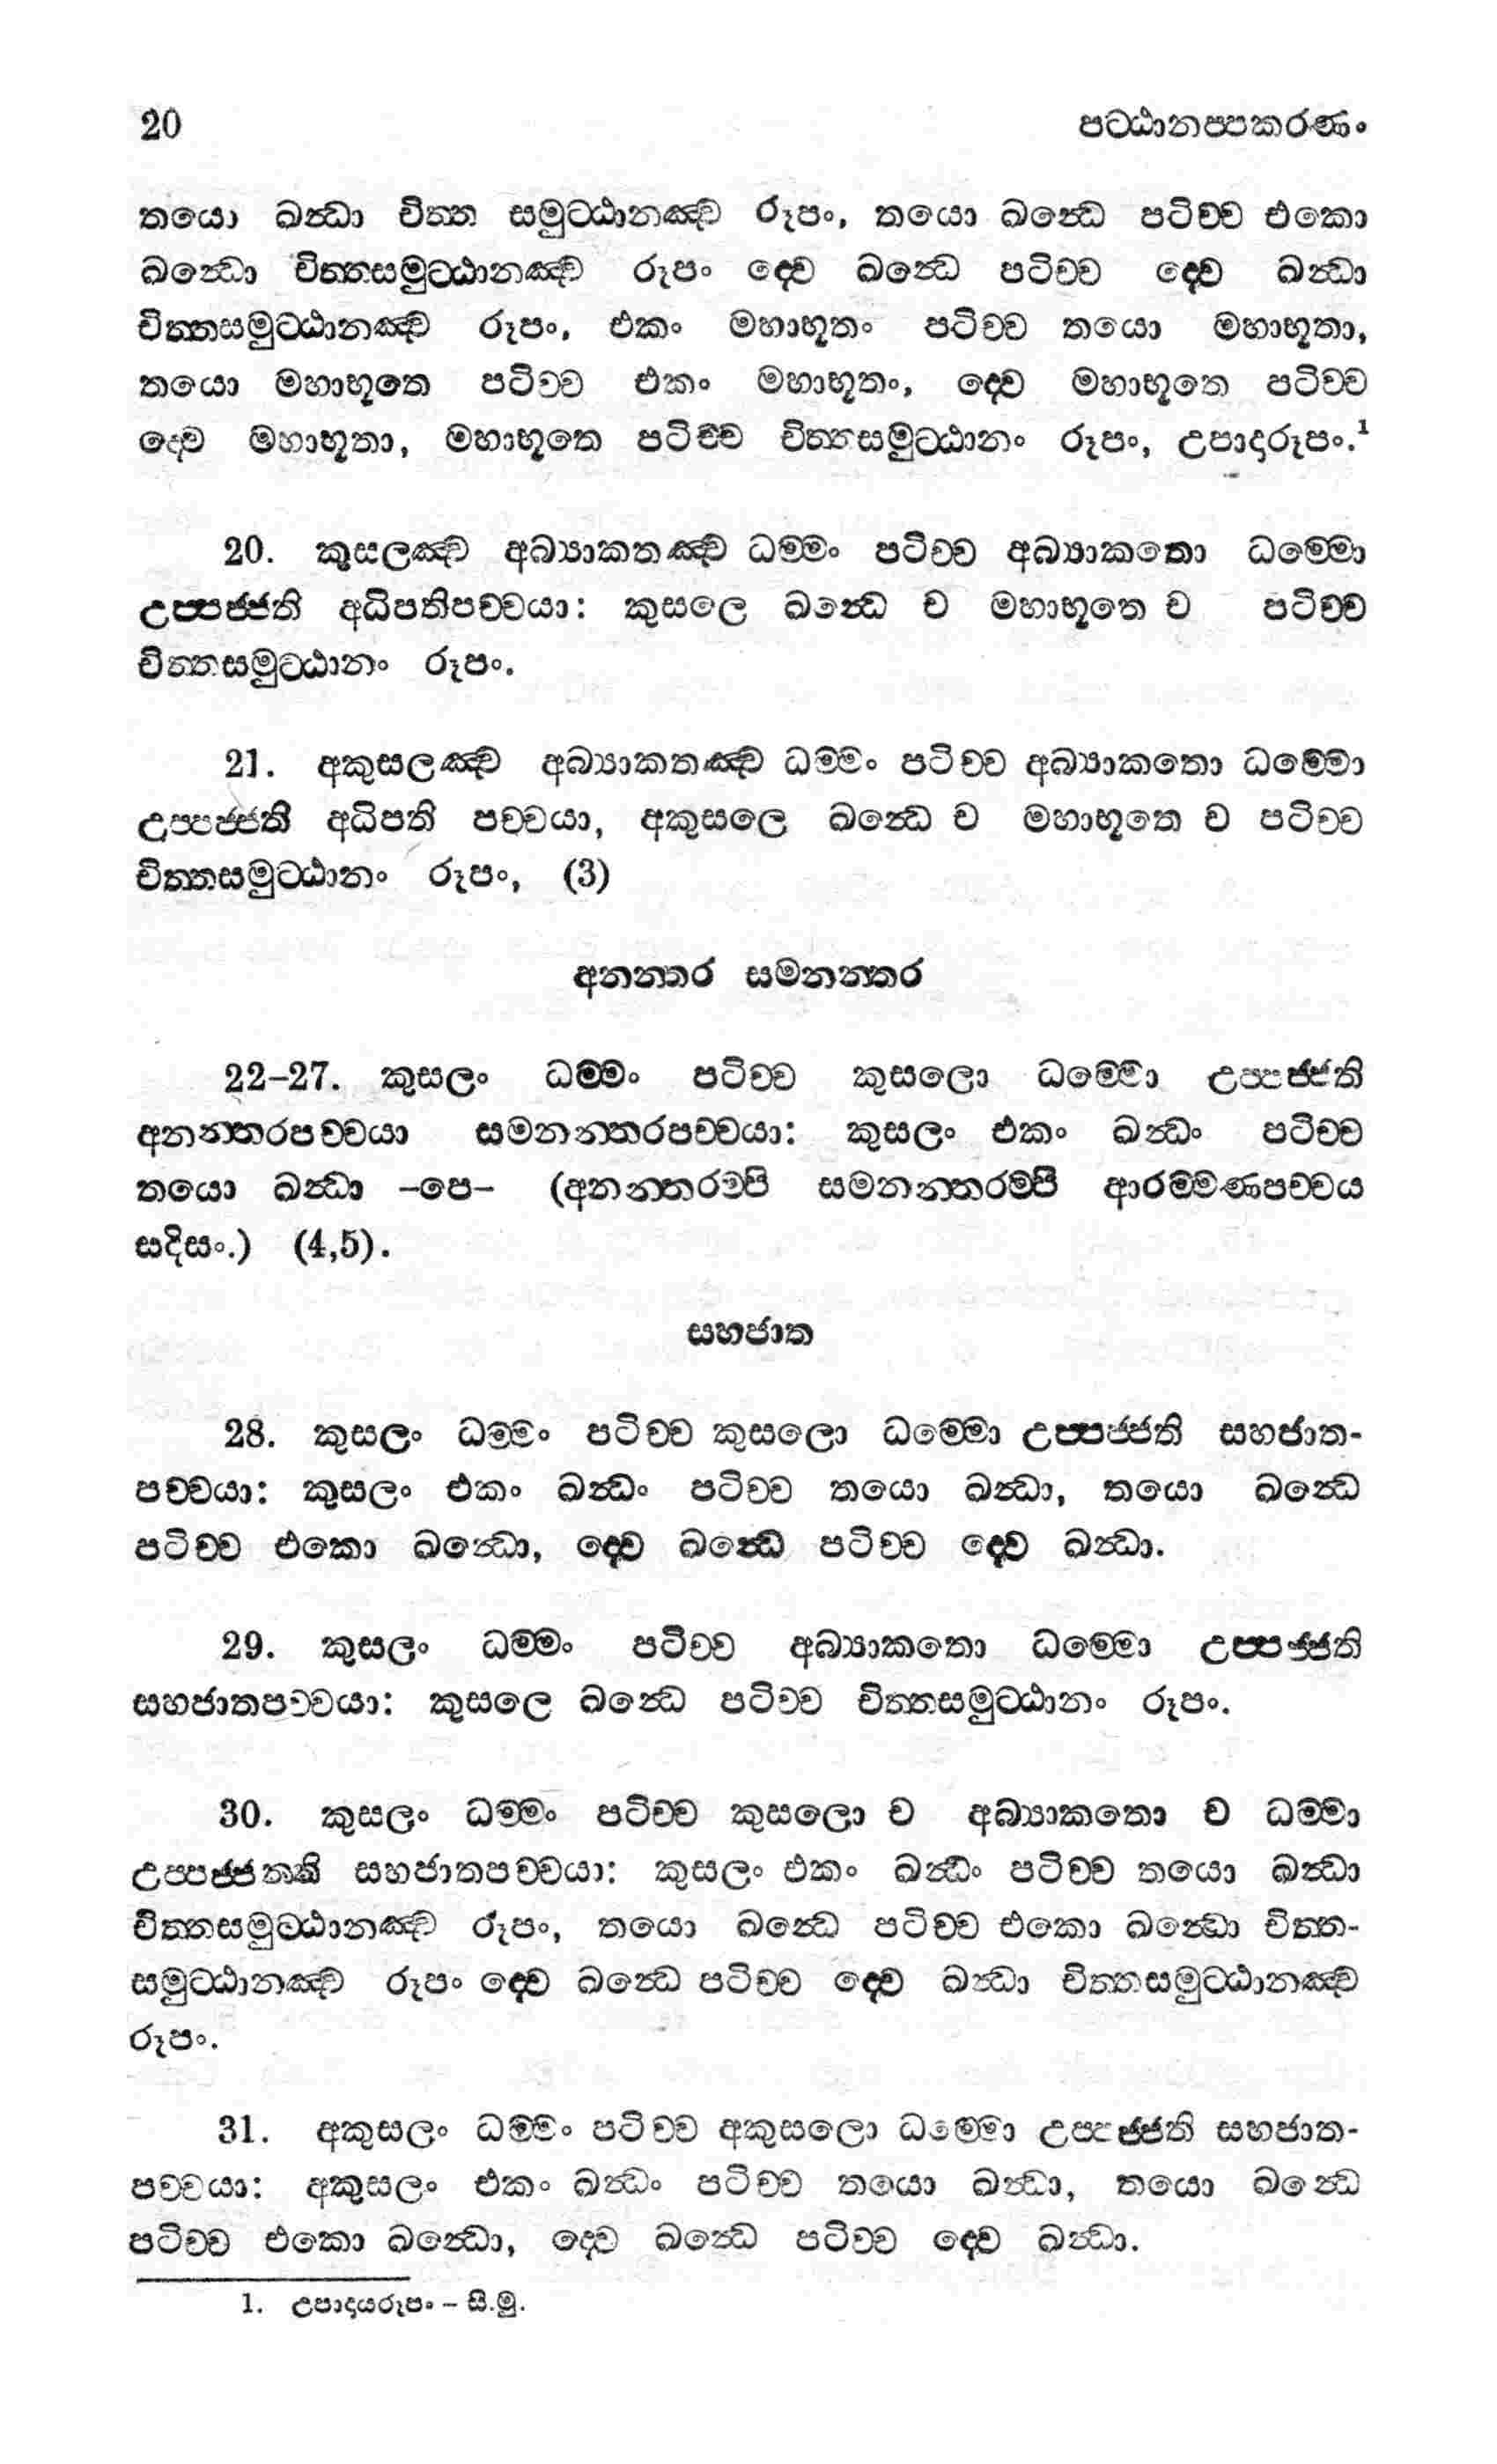 20 පට්ඨානප්පකරණං
තයො ඛන්ධා චිත්ත සමුට්ඨානඤ්ච රූපං, තයො ඛන්ධෙ පටිච්ච එකො
ඛන්ධො චිත්තසමුට්ඨානඤ්ච රූපං ද්වෙ ඛන්ධෙ පටිච්ච ද්වෙ ඛන්ධා
චිත්තසමුට්ඨානඤ්ච රූපං, එකං මහාභූතං පටිච්ච තයො මහාභූතා,
තයො මහාභූතෙ පටිච්ච එකං මහාභූතං, ද්වෙ මහාභූතෙ පටිච්ච
ද්වෙ මහාභූතා, මහාභූතෙ පටිච්ච චිත්තසමුට්ඨානං රූපං, උපාදාරූපං.¹
20. කුසලඤ්ච අබ්‍යාකතඤ්ච ධම්මං පටිච්ච අබ්‍යාකතො ධම්මො
උප්පජ්ජති අධිපතිපච්චයා: කුසලෙ ඛන්ධෙ ච මහාභූතෙ ච පටිච්ච
චිත්තසමුට්ඨානං රූපං.
21. අකුසලඤ්ච අබ්‍යාකතඤ්ච ධම්මං පටිච්ච අබ්‍යාකතො ධම්මො
උප්පජ්ජති අධිපති පච්චයා, අකුසලෙ ඛන්ධෙ ච මහාභූතෙ ච පටිච්ච
චිත්තසමුට්ඨානං රූපං, (3)
අනන්තර සමනන්තර
22-27. කුසලං ධම්මං පටිච්ච කුසලො ධම්මො උප්පජ්ජති
අනන්තරපච්චයා සමනන්තරපච්චයා: කුසලං එකං ඛන්ධං පටිච්ච
තයො ඛන්ධා -පෙ- (අනන්තරම්පි සමනන්තරම්පි ආරම්මණපච්චය
සදිසං.) (4,5).
සහජාත
28. කුසලං ධම්මං පටිච්ච කුසලො ධම්මො උප්පජ්ජති සහජාත-
පච්චයා: කුසලං එකං ඛන්ධං පටිච්ච තයො ඛන්ධා, තයො ඛන්ධෙ
පටිච්ච එකො ඛන්ධො, ද්වෙ ඛන්ධෙ පටිච්ච ද්වෙ ඛන්ධා.
29. කුසලං ධම්මං පටිච්ච අබ්‍යාකතො ධම්මො උප්පජ්ජති
සහජාතපච්චයා: කුසලෙ ඛන්ධෙ පටිච්ච චිත්තසමුට්ඨානං රූපං.
30. කුසලං ධම්මං පටිච්ච කුසලො ච අබ්‍යාකතො ච ධම්මා
උප්පජ්ජන්ති සහජාතපච්චයා: කුසලං එකං ඛන්ධං පටිච්ච තයො ඛන්ධා
චිත්තසමුට්ඨානඤ්ච රූපං, තයො ඛන්ධෙ පටිච්ච එකො ඛන්ධො චිත්ත-
සමුට්ඨානඤ්ච රූපං ද්වෙ ඛන්ධෙ පටිච්ච ද්වෙ ඛන්ධා චිත්තසමුට්ඨානඤ්ච
රූපං.
31. අකුසලං ධම්මං පටිච්ච අකුසලො ධම්මො උප්පජ්ජති සහජාත-
පච්චයා: අකුසලං එකං ඛන්ධං පටිච්ච තයො ඛන්ධා, තයො ඛන්ධෙ
පටිච්ච එකො ඛන්ධො, ද්වෙ ඛන්ධෙ පටිච්ච ද්වෙ ඛන්ධා.
1. උපාදායරූපං - සි.මු.